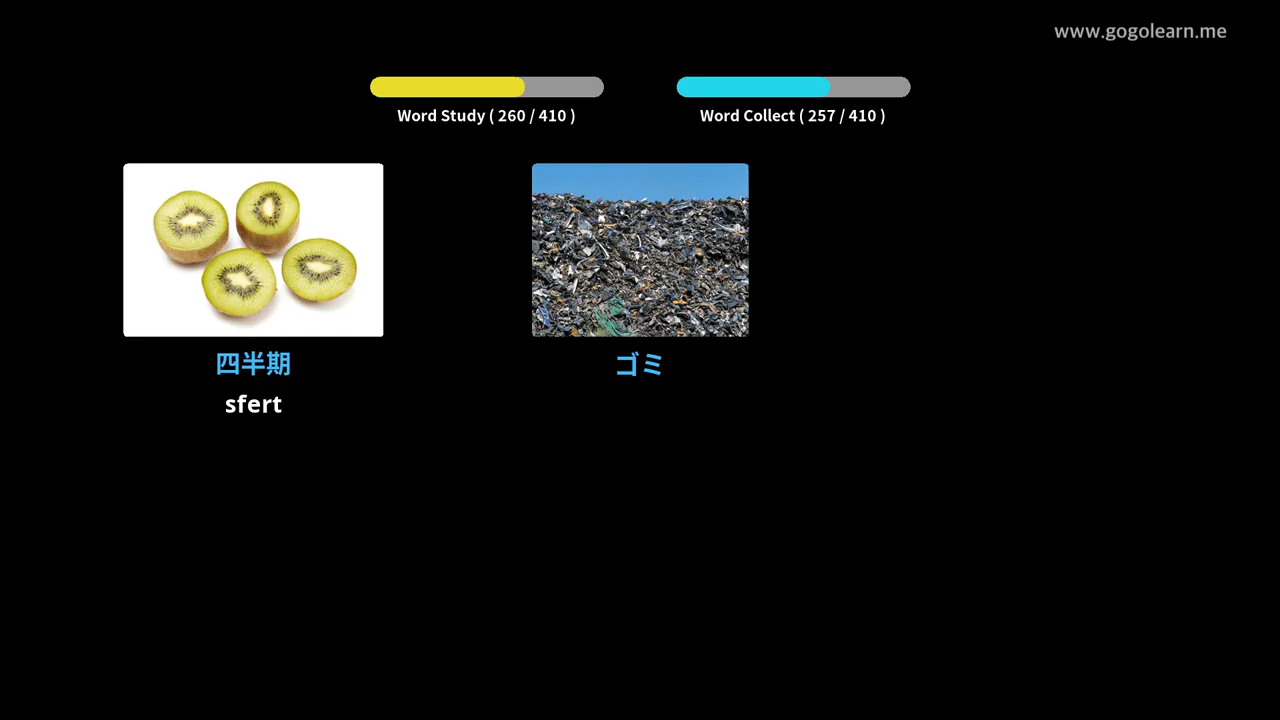 www.gogolearn.me
Word Study ( 260 / 410 )
Word Collect ( 257 / 410 )
四半期
sfert
ゴミ